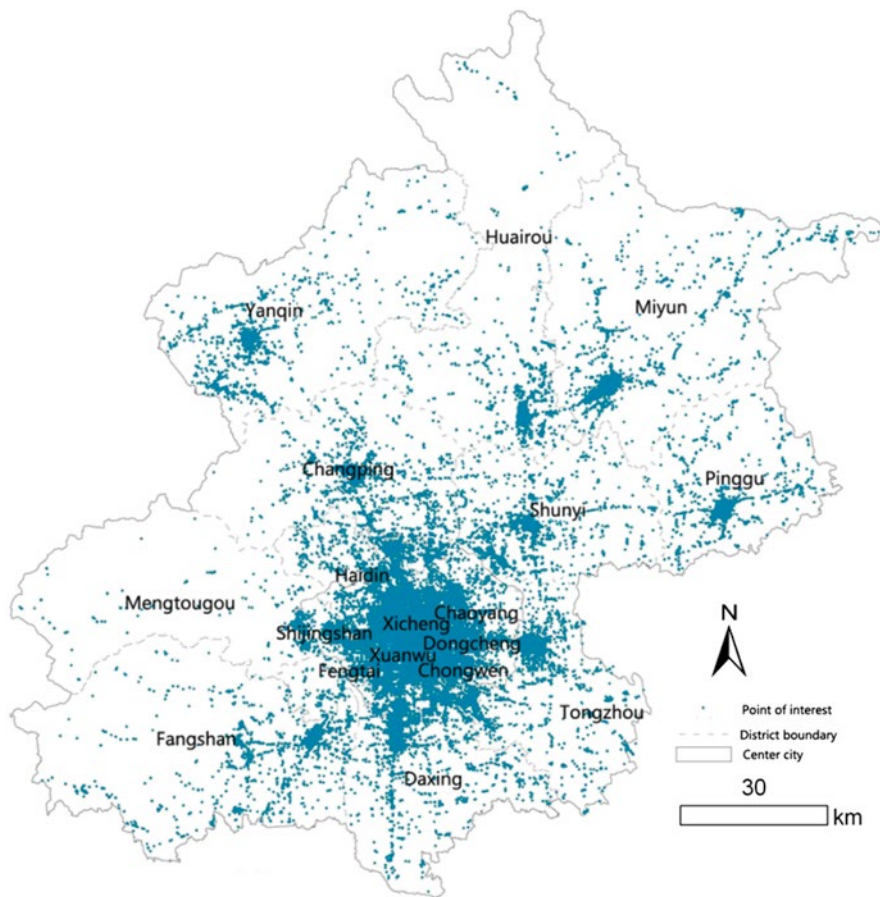 Huairou
Yanqin
Miyun
Changping
Pinggu
Shunyi
Haidin
Mengtougou
Chaoyang
Xicheng
Shijingshan
Dongcheng
Xuanwu
Fengtai
Chongwen
Tongzhou
Fangshan
Daxing
N
Point of interest
District boundary
Center city
30
km